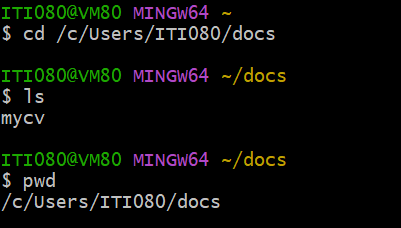 ITI080@VM80 MINGW64 ~
$ cd /c/Users/ITI080/docs
ITI080@VM80 MINGW64 ~/docs
$ ls
mycv
ITI080@VM80 MINGW64 ~/docs
$ pwd
/c/Users/ITI080/docs